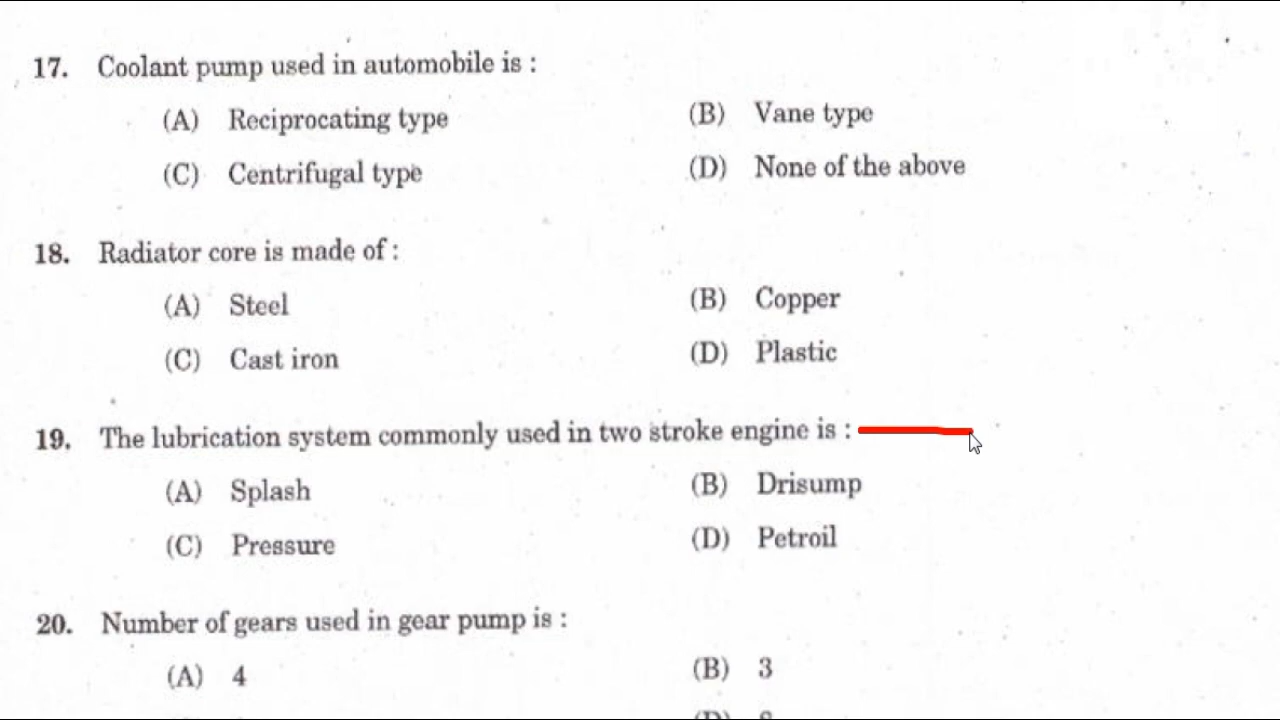 17. Coolant pump used in automobile is :
(A) Reciprocating type (B) Vane type
(C) Centrifugal type (D) None of the above
18. Radiator core is made of :
(A) Steel (B) Copper
(C) Cast iron (D) Plastic
19. The lubrication system commonly used in two stroke engine is :
(A) Splash (B) Drisump
(C) Pressure (D) Petroil
20. Number of gears used in gear pump is :
(A) 4 (B) 3
(D)